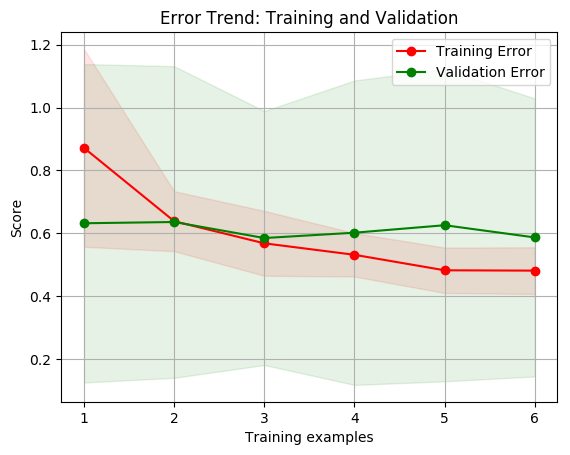 Error Trend: Training and Validation
Training Error
Validation Error
Score
1.2
1.0
0.8
0.6
0.4
0.2
1 2 3 4 5 6
Training examples